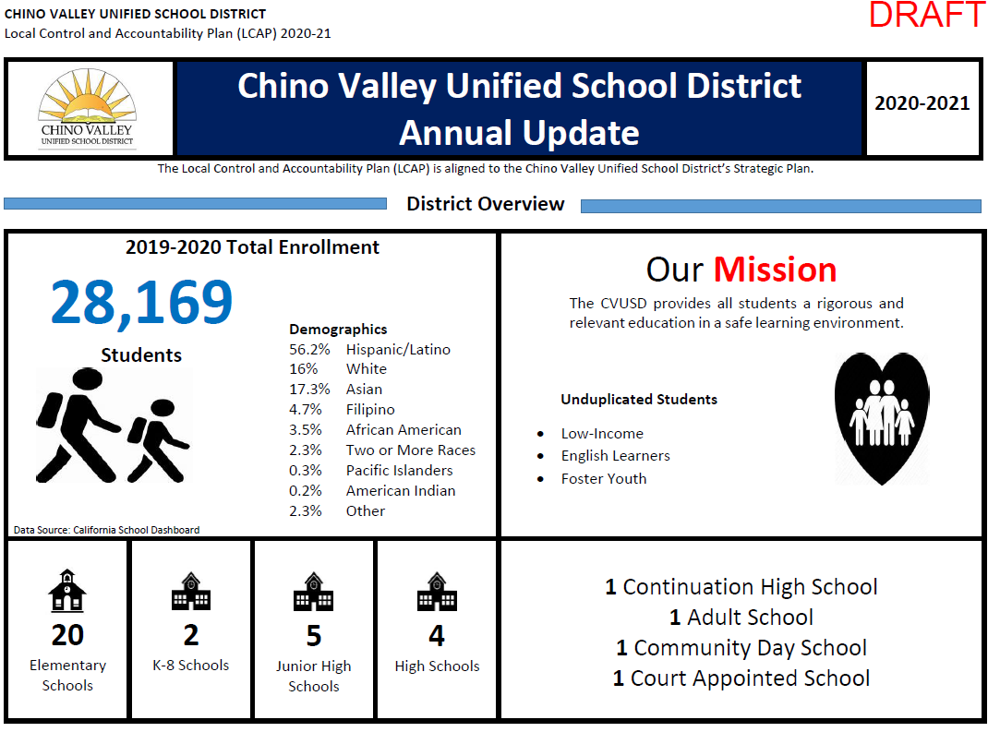 CHINO VALLEY UNIFIED SCHOOL DISTRICT
Local Control and Accountability Plan (LCAP) 2020-21
DRAFT
CHINO VALLEY
UNIFIED SCHOOL DISTRICT
Chino Valley Unified School District
Annual Update
2020-2021
The Local Control and Accountability Plan (LCAP) is aligned to the Chino Valley Unified School District's Strategic Plan.
District Overview
2019-2020 Total Enrollment
28,169
Students
Demographics
56.2% Hispanic/Latino
16% White
17.3% Asian
4.7% Filipino
3.5% African American
2.3% Two or More Races
0.3% Pacific Islanders
0.2% American Indian
2.3% Other
Data Source: California School Dashboard
Our Mission
The CVUSD provides all students a rigorous and
relevant education in a safe learning environment.
Unduplicated Students
• Low-Income
• English Learners
• Foster Youth
20
Elementary
Schools
2
K-8 Schools
5
Junior High
Schools
4
High Schools
1 Continuation High School
1 Adult School
1 Community Day School
1 Court Appointed School